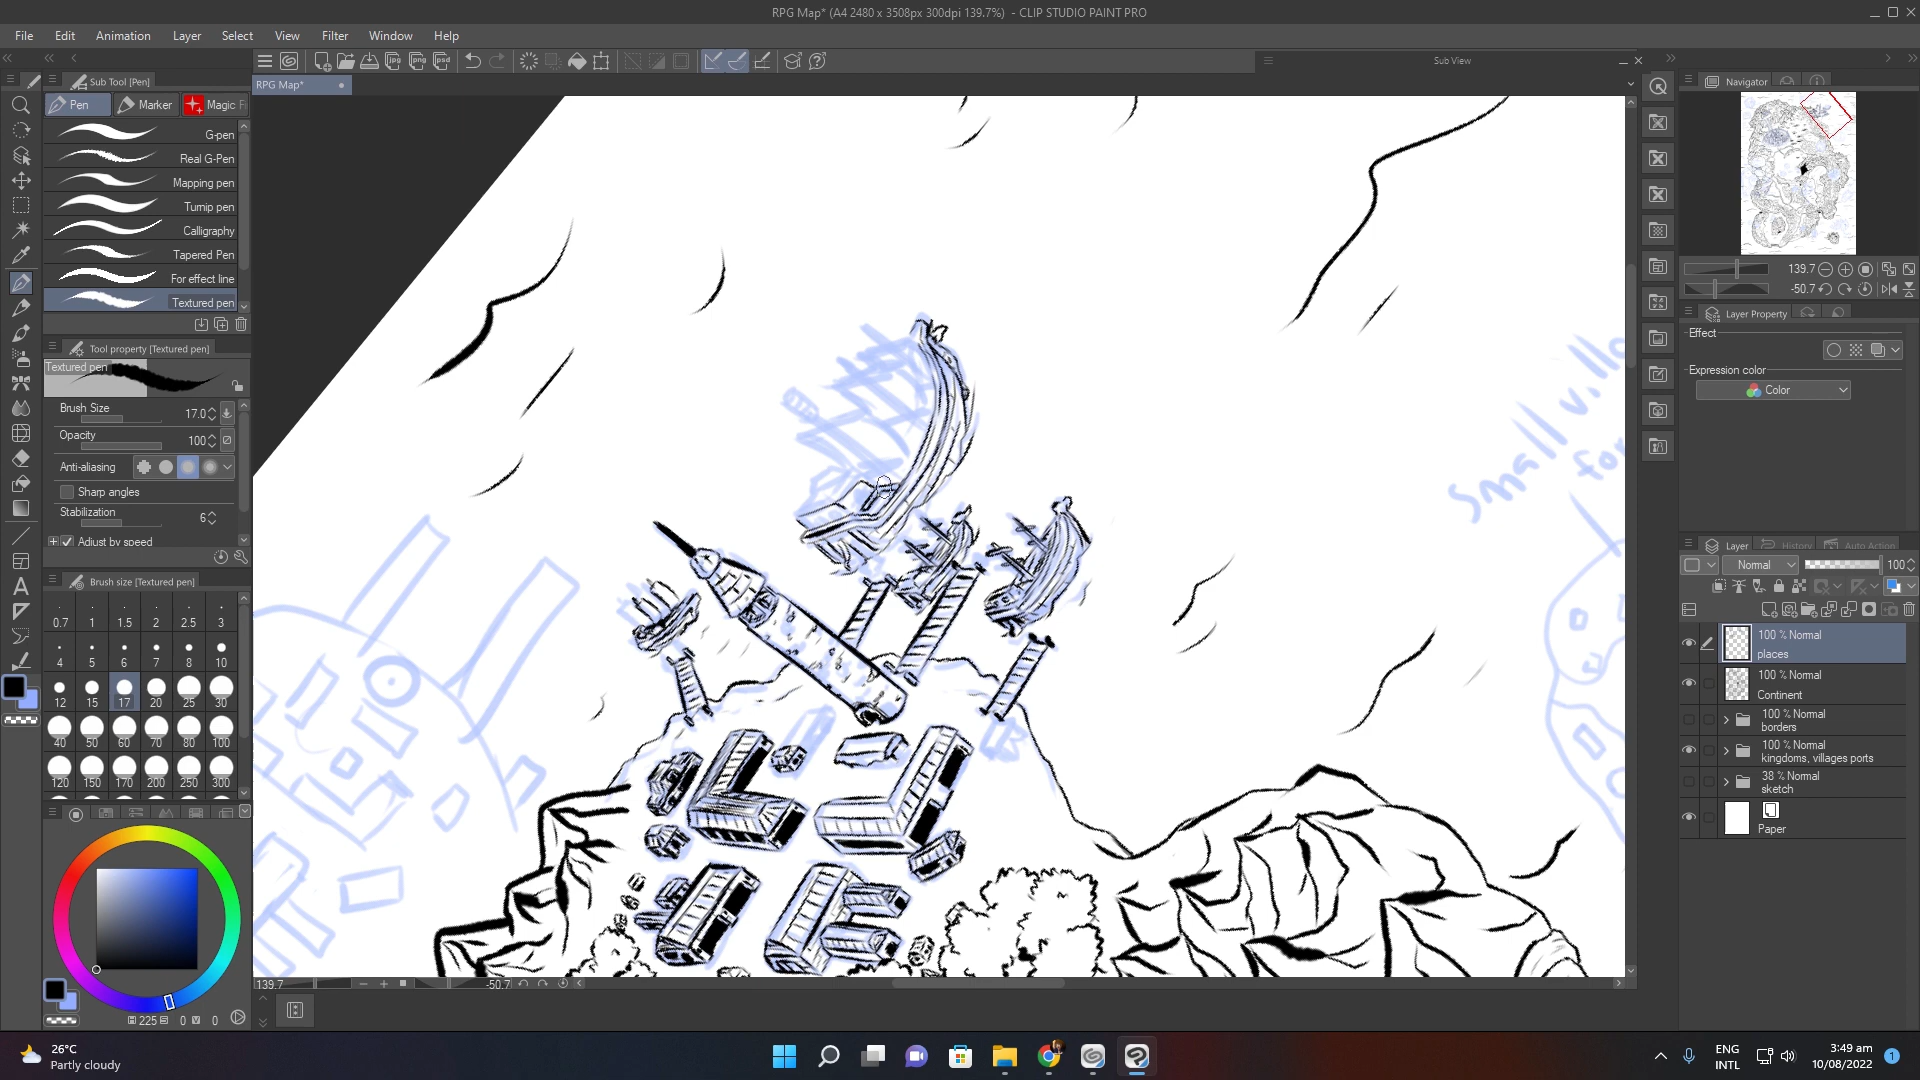 RPG Map* (A4 2480 x 3508px 300dpi 139.7%) - CLIP STUDIO PAINT PRO
File Edit Animation Layer Select View Filter Window Help
Sub Tool [Pen]
Sub View
Navigator
RPG Map*
Pen Marker Magic
G-pen
Real G-Pen
Mapping pen
Turnip pen
Calligraphy
Tapered Pen
For effect line
Textured pen
Tool property [Textured pen]
Textured pen
Brush Size 17.0
Opacity 100
Anti-aliasing
Sharp angles
Stabilization 6
Adjust by speed
Brush size [Textured pen]
0.7 1 1.5 2 2.5 3
4 5 6 7 8 10
12 15 17 20 25 30
40 50 60 70 80 100
120 150 170 200 250 300
225 0 0
Small
for
139.7 -50.7
139.7
-50.7
Layer Property
Effect
Expression color
Color
Layer History Auto Action
Normal 100
100 % Normal
places
100 % Normal
Continent
100 % Normal
borders
100 % Normal
kingdoms, villages ports
38 % Normal
sketch
Paper
26°C
Partly cloudy
ENG
INTL
3:49 am
10/08/2022
1